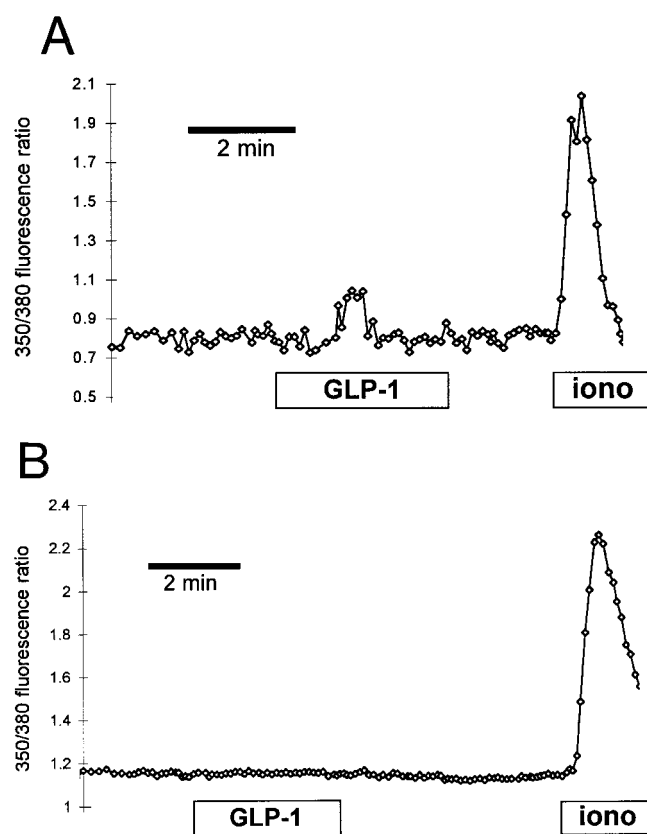 A
350/380 fluorescence ratio
2.1
1.9
1.7
1.5
1.3
1.1
0.9
0.7
0.5
2 min
GLP-1
iono
B
350/380 fluorescence ratio
2.4
2.2
2
1.8
1.6
1.4
1.2
1
2 min
GLP-1
iono